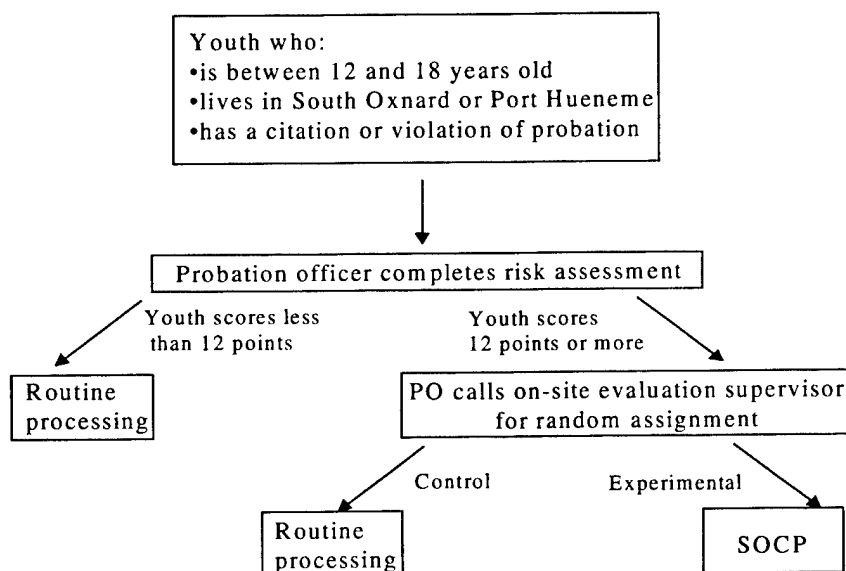 Youth who:
•is between 12 and 18 years old
•lives in South Oxnard or Port Hueneme
•has a citation or violation of probation
Probation officer completes risk assessment
Youth scores less
than 12 points
Youth scores
12 points or more
Routine
processing
PO calls on-site evaluation supervisor
for random assignment
Control
Experimental
Routine
processing
SOCP